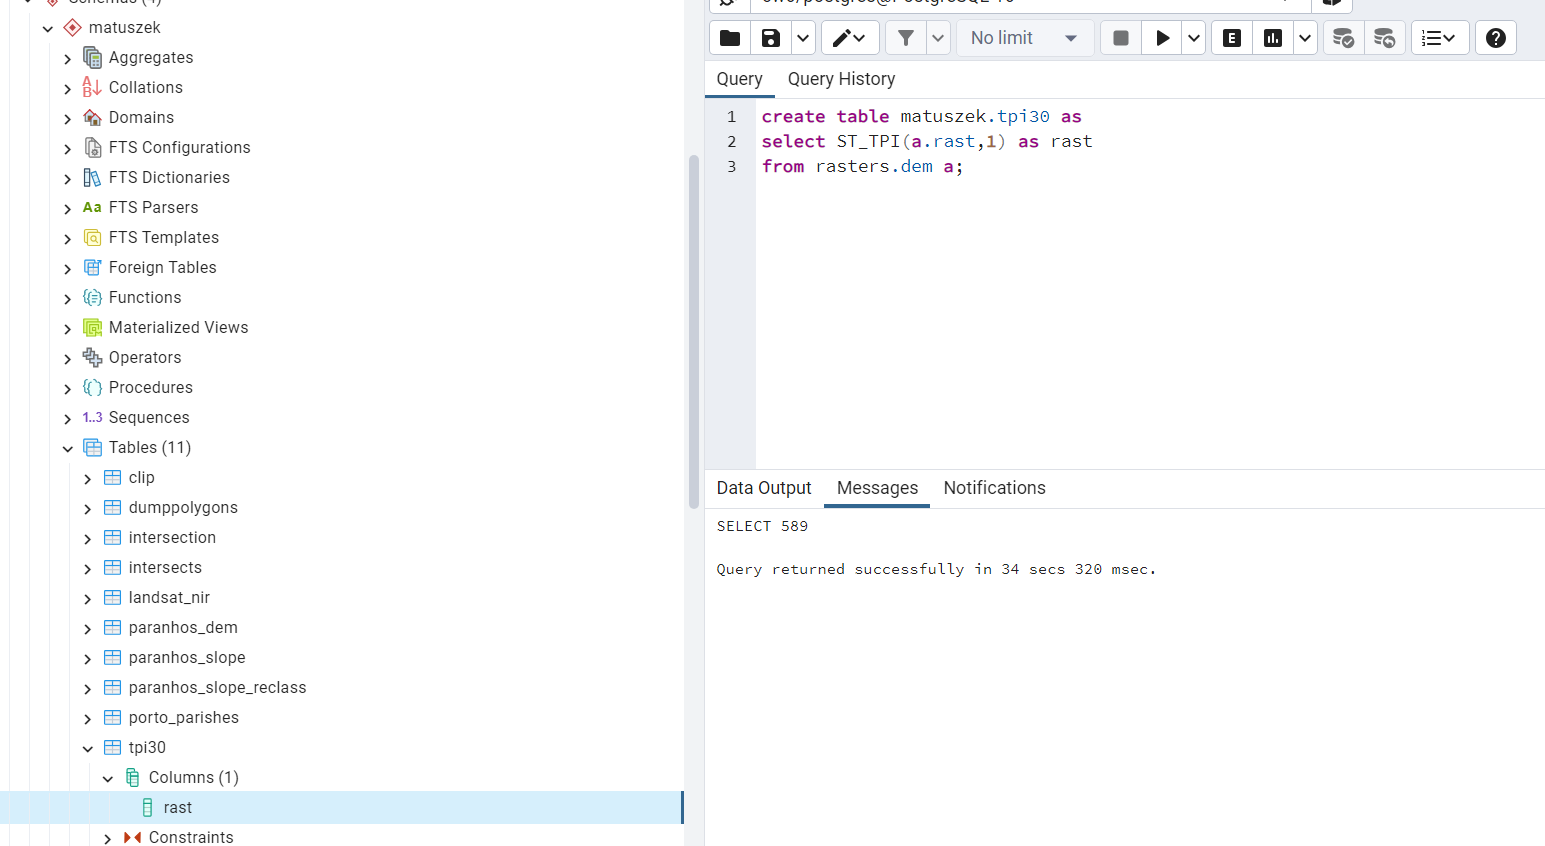 Schemas (4)
matuszek
Aggregates
Collations
Domains
FTS Configurations
FTS Dictionaries
Aa FTS Parsers
FTS Templates
Foreign Tables
Functions
Materialized Views
Operators
Procedures
1..3 Sequences
Tables (11)
clip
dumppolygons
intersection
intersects
landsat_nir
paranhos_dem
paranhos_slope
paranhos_slope_reclass
porto_parishes
tpi30
Columns (1)
rast
Constraints
No limit
E
Query Query History
1 create table matuszek.tpi30 as
2 select ST_TPI(a.rast,1) as rast
3 from rasters.dem a;
Data Output Messages Notifications
SELECT 589
Query returned successfully in 34 secs 320 msec.